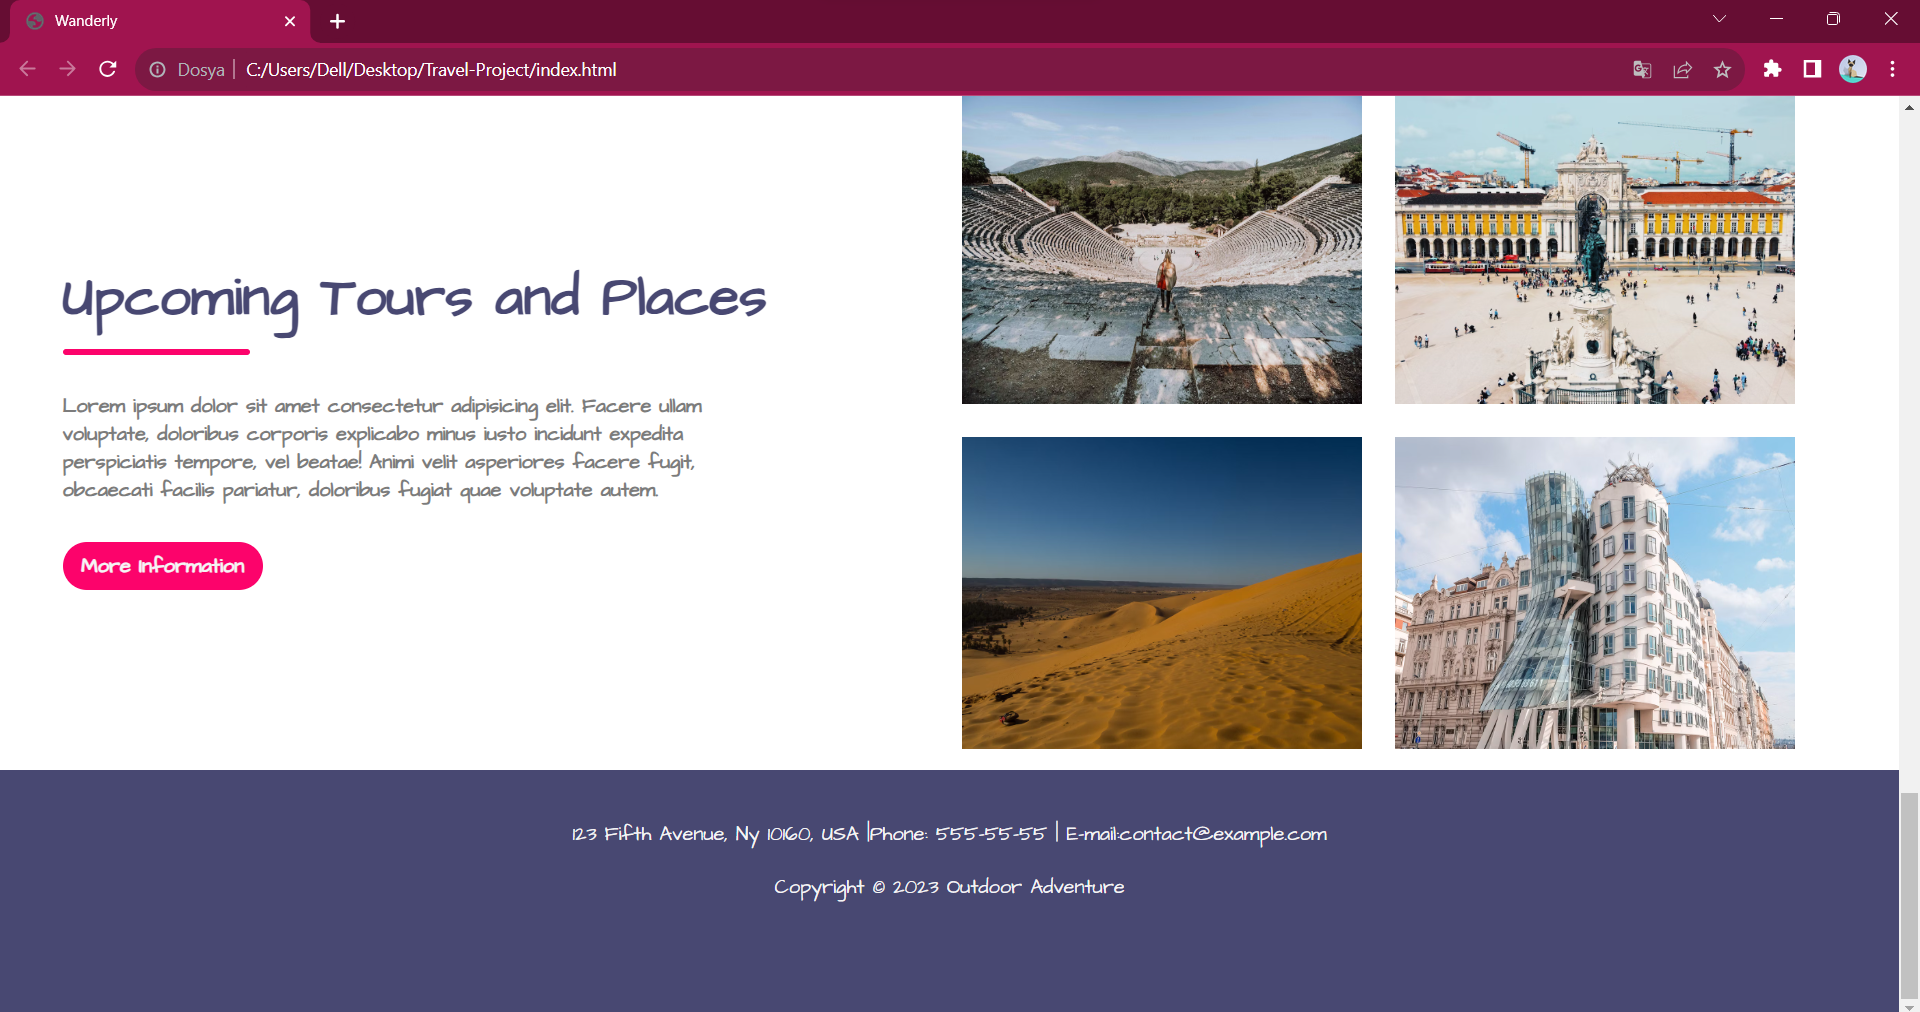 Wanderly
Dosya | C:/Users/Dell/Desktop/Travel-Project/index.html
Upcoming Tours and Places
Lorem ipsum dolor sit amet consectetur adipisicing elit. Facere ullam
voluptate, doloribus corporis explicabo minus iusto incidunt expedita
perspiciatis tempore, vel beatae! Animi velit asperiores facere fugit,
obcaecati facilis pariatur, doloribus fugiat quae voluptate autem.
More Information
123 Fifth Avenue, Ny 10160, USA |Phone: 555-55-55 | E-mail:contact@example.com
Copyright © 2023 Outdoor Adventure